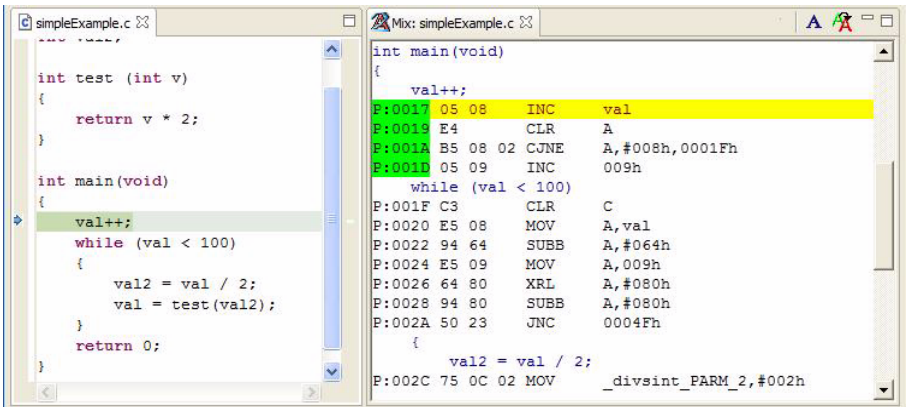 simpleExample.c
int val2;
int test (int v)
{
return v * 2;
}
int main(void)
{
val++;
while (val < 100)
{
val2 = val / 2;
val = test(val2);
}
return 0;
}
Mix: simpleExample.c
A
int main(void)
{
val++;
P:0017 05 08 INC val
P:0019 E4 CLR A
P:001A B5 08 02 CJNE A,#008h,0001Fh
P:001D 05 09 INC 009h
while (val < 100)
P:001F C3 CLR C
P:0020 E5 08 MOV A,val
P:0022 94 64 SUBB A,#064h
P:0024 E5 09 MOV A,009h
P:0026 64 80 XRL A,#080h
P:0028 94 80 SUBB A,#080h
P:002A 50 23 JNC 0004Fh
{
val2 = val / 2;
P:002C 75 0C 02 MOV _divsint_PARM_2,#002h